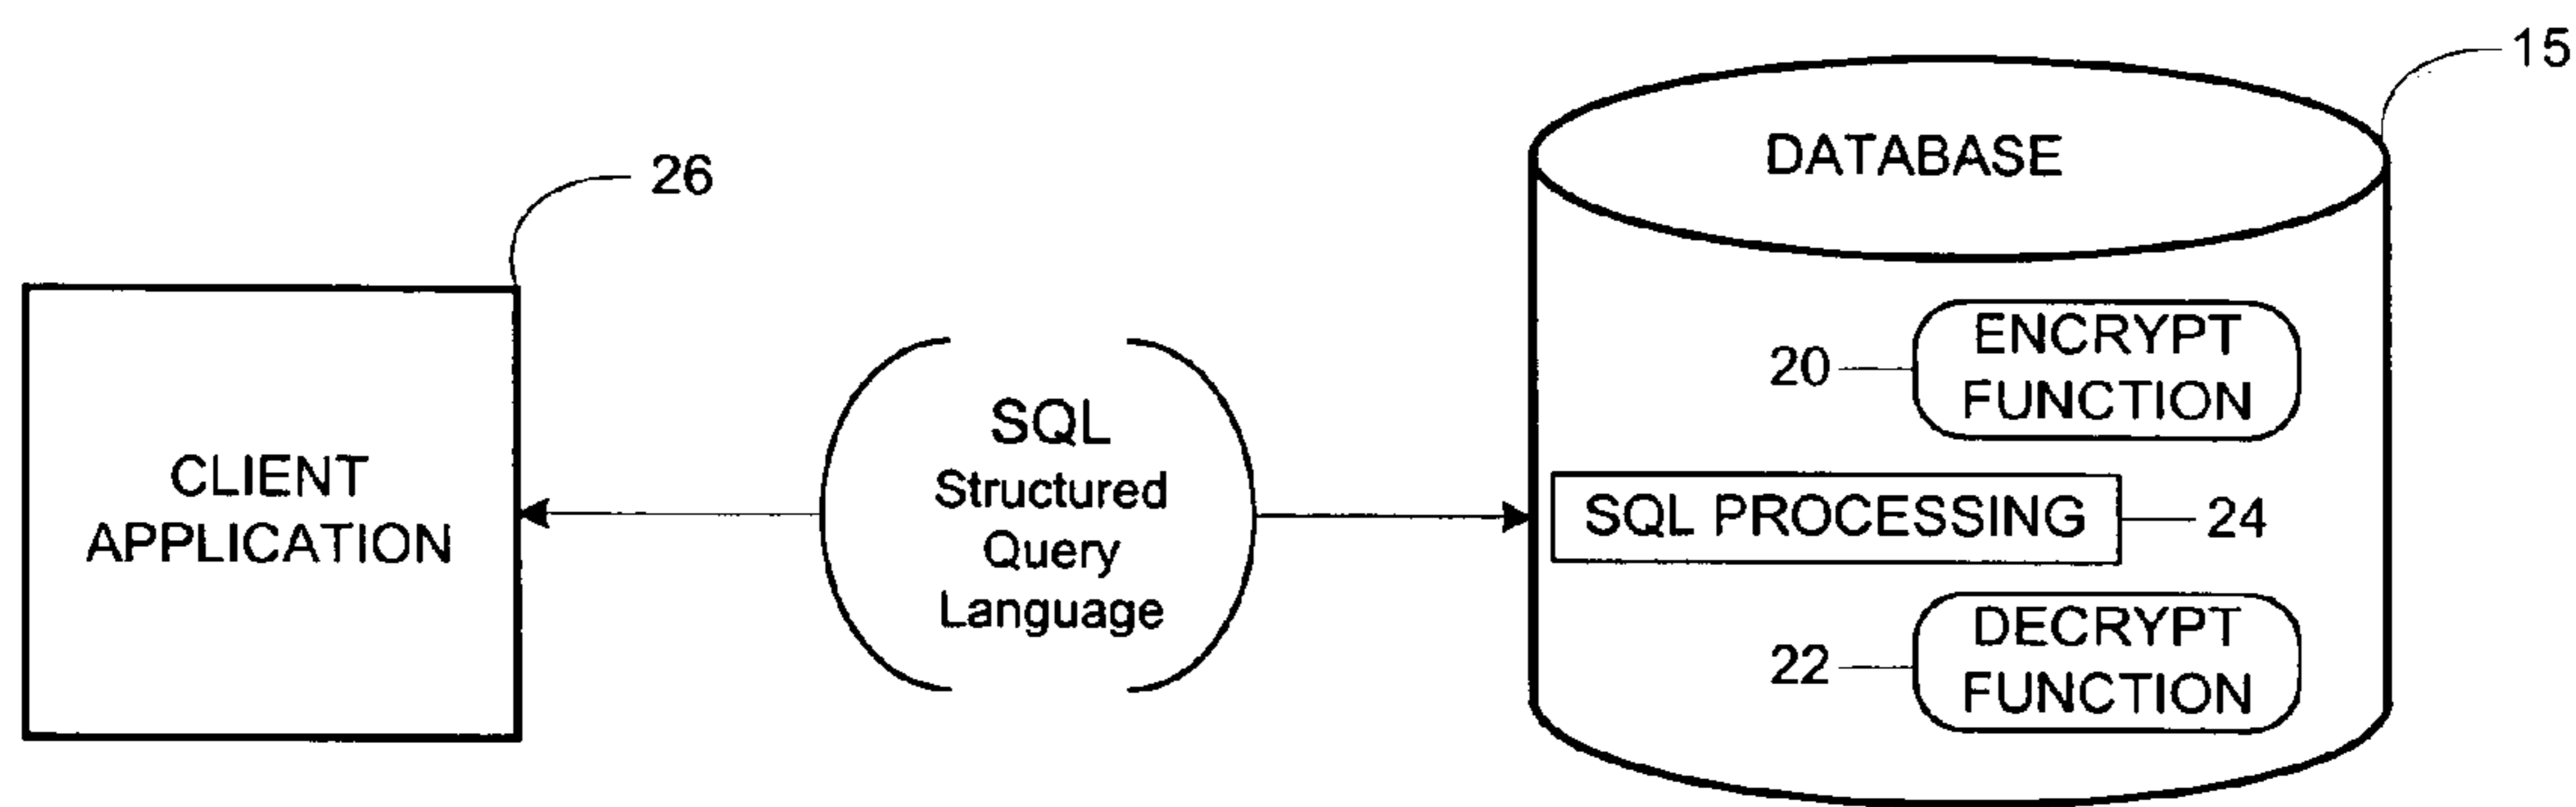 15
DATABASE
26
ENCRYPT
FUNCTION
20
SQL
Structured
Query
Language
CLIENT
APPLICATION
SQL PROCESSING
24
DECRYPT
FUNCTION
22